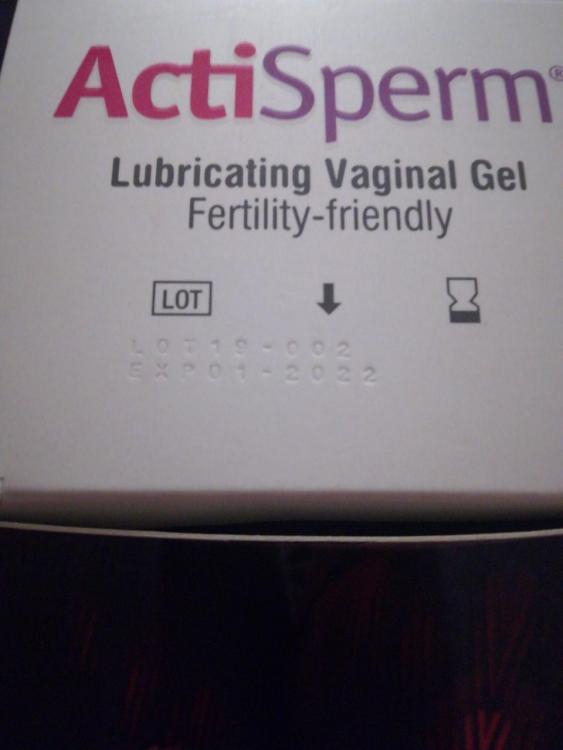 ActiSperm®
Lubricating Vaginal Gel
Fertility-friendly
LOT
LOT19-002
EXP01-2022